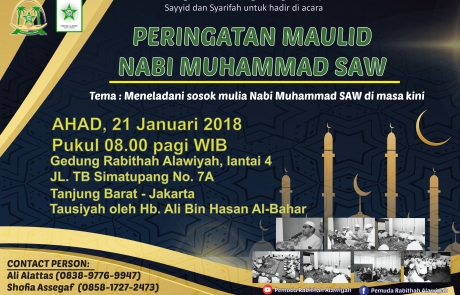 Sayyid dan Syarifah untuk hadir di acara
PERINGATAN MAULID
NABI MUHAMMAD SAW
Tema : Meneladani sosok mulia Nabi Muhammad SAW di masa kini
AHAD, 21 Januari 2018
Pukul 08.00 pagi WIB
Gedung Rabithah Alawiyah, lantai 4
JL. TB Simatupang No. 7A
Tanjung Barat - Jakarta
Tausiyah oleh Hb. Ali Bin Hasan Al-Bahar
CONTACT PERSON:
Ali Alattas (0838-9776-9947)
Shofia Assegaf (0858-1727-2473)
Pemuda Rabithah Alawiyah
Pemuda Rabithah Alawiyah